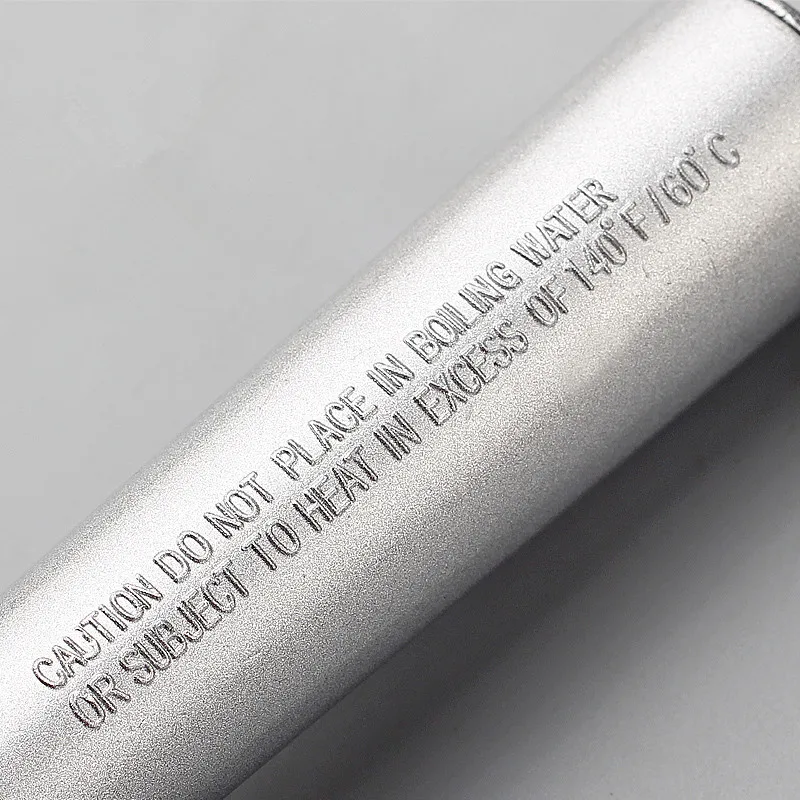 CAUTION DO NOT PLACE IN BOILING WATER
OR SUBJECT TO HEAT IN EXCESS OF 140° F / 60° C